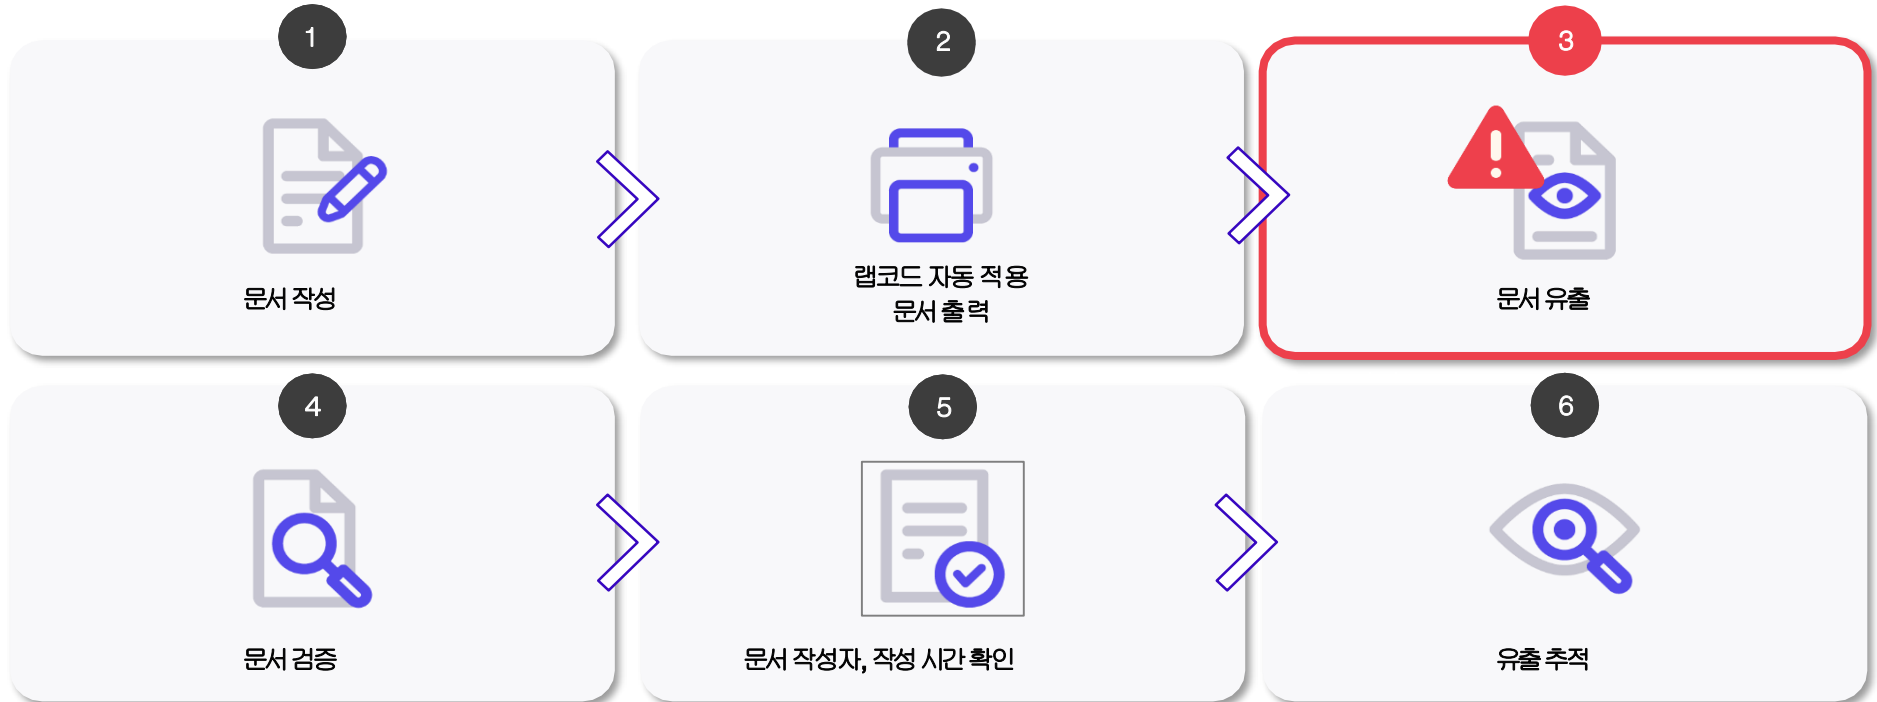 1
문서 작성
2
랩코드 자동 적용
문서 출력
3
문서 유출
4
문서 검증
5
문서 작성자, 작성 시간 확인
6
유출 추적